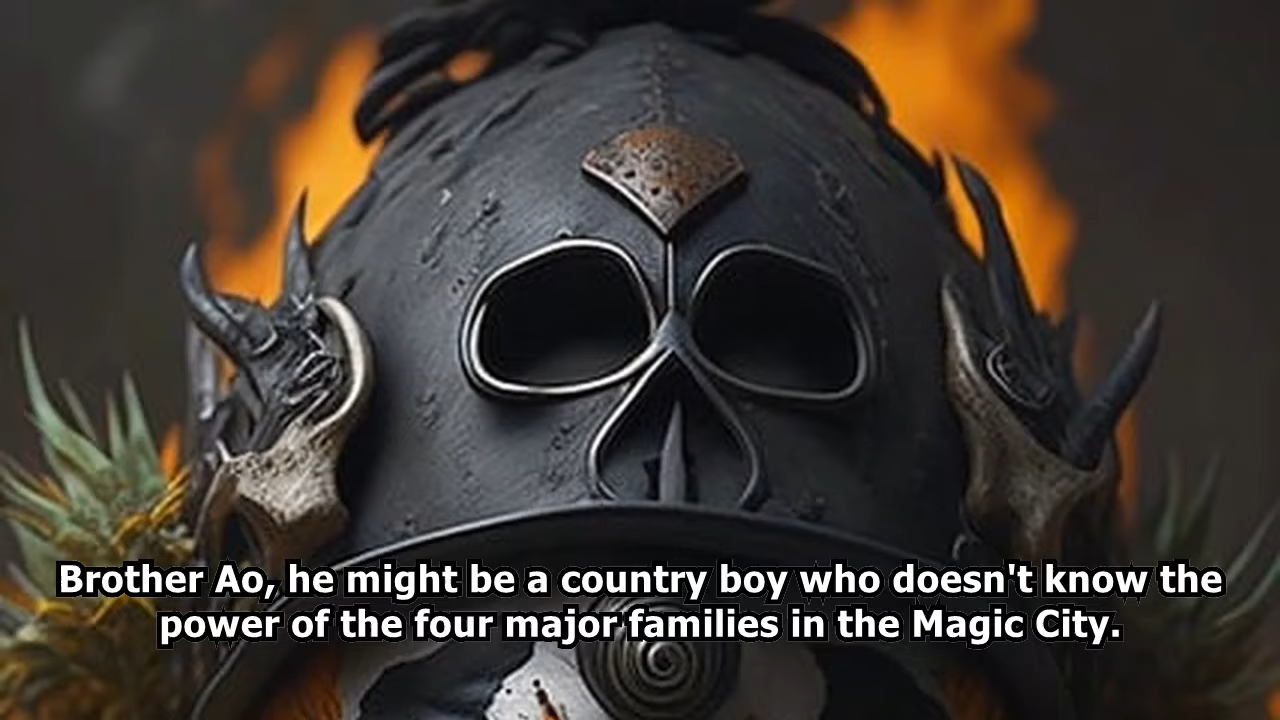 Brother Ao, he might be a country boy who doesn't know the
power of the four major families in the Magic City.